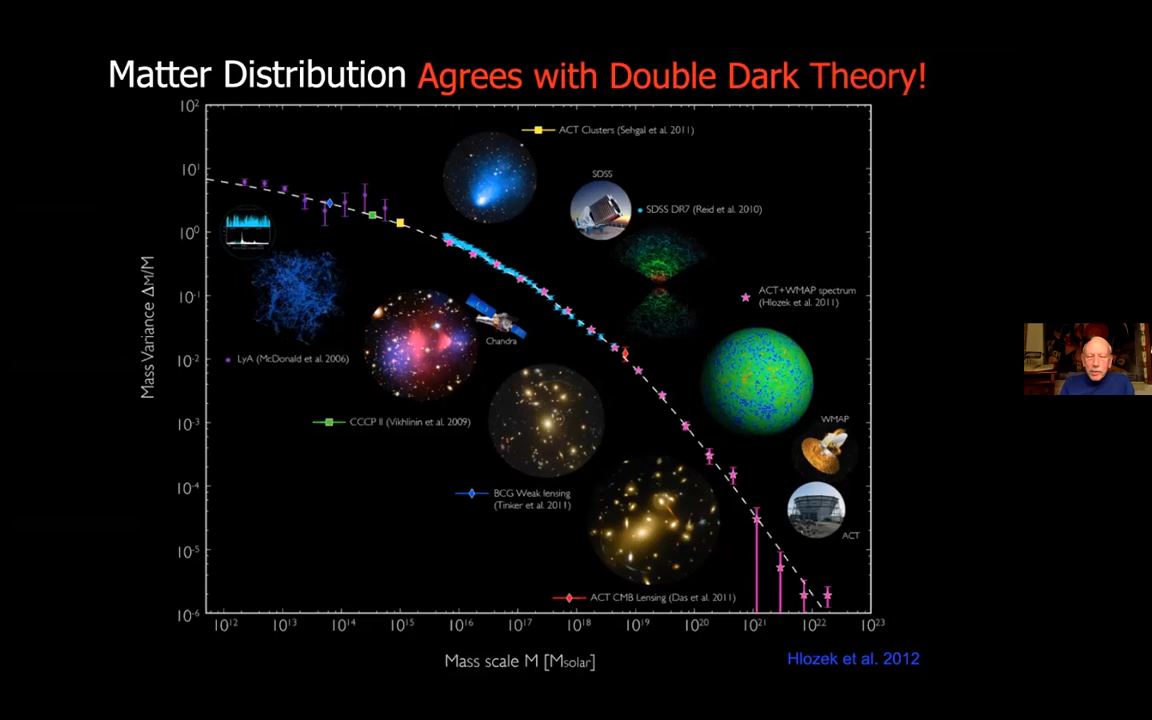 Matter Distribution Agrees with Double Dark Theory!
10²
10¹
10⁰
10⁻¹
10⁻²
10⁻³
10⁻⁴
10⁻⁵
10⁻⁶
Mass Variance ΔM/M
ACT Clusters (Sehgal et al. 2011)
SDSS
SDSS DR7 (Reid et al. 2010)
ACT+WMAP spectrum
(Hlozek et al. 2011)
Chandra
LyA (McDonald et al. 2006)
CCCP II (Vikhlinin et al. 2009)
WMAP
BCG Weak lensing
(Tinker et al. 2011)
ACT
ACT CMB Lensing (Das et al. 2011)
10¹² 10¹³ 10¹⁴ 10¹⁵ 10¹⁶ 10¹⁷ 10¹⁸ 10¹⁹ 10²⁰ 10²¹ 10²² 10²³
Mass scale M [Msolar]
Hlozek et al. 2012